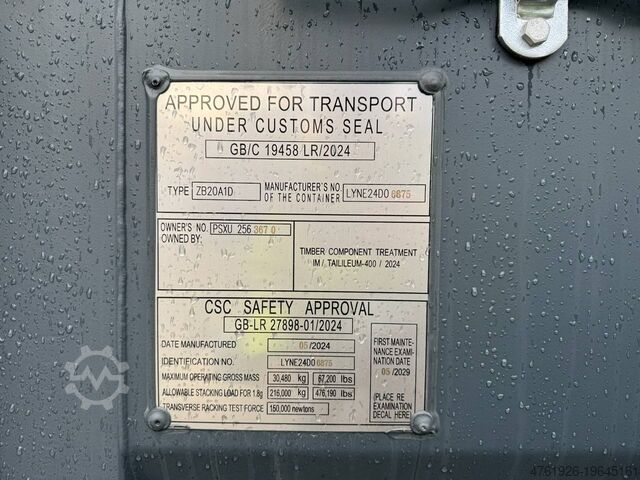 APPROVED FOR TRANSPORT
UNDER CUSTOMS SEAL
GB/C 19458 LR/2024
TYPE ZB20A1D MANUFACTURER'S NO. OF THE CONTAINER LYNE24D0 6875
OWNER'S NO. PSXU 256 367 0
OWNED BY:
TIMBER COMPONENT TREATMENT
IM / TAILILEUM-400 / 2024
CSC SAFETY APPROVAL
GB-LR 27898-01/2024
DATE MANUFACTURED 05/2024
IDENTIFICATION NO. LYNE24D0 6875
MAXIMUM OPERATING GROSS MASS 30,480 kg 67,200 lbs
ALLOWABLE STACKING LOAD FOR 1.8g 216,000 kg 476,190 lbs
TRANSVERSE RACKING TEST FORCE 150,000 newtons
FIRST MAINTE-
NANCE EXAMI-
NATION DATE
05/2029
(PLACE RE
EXAMINATION
DECAL HERE)
4761926-19645161